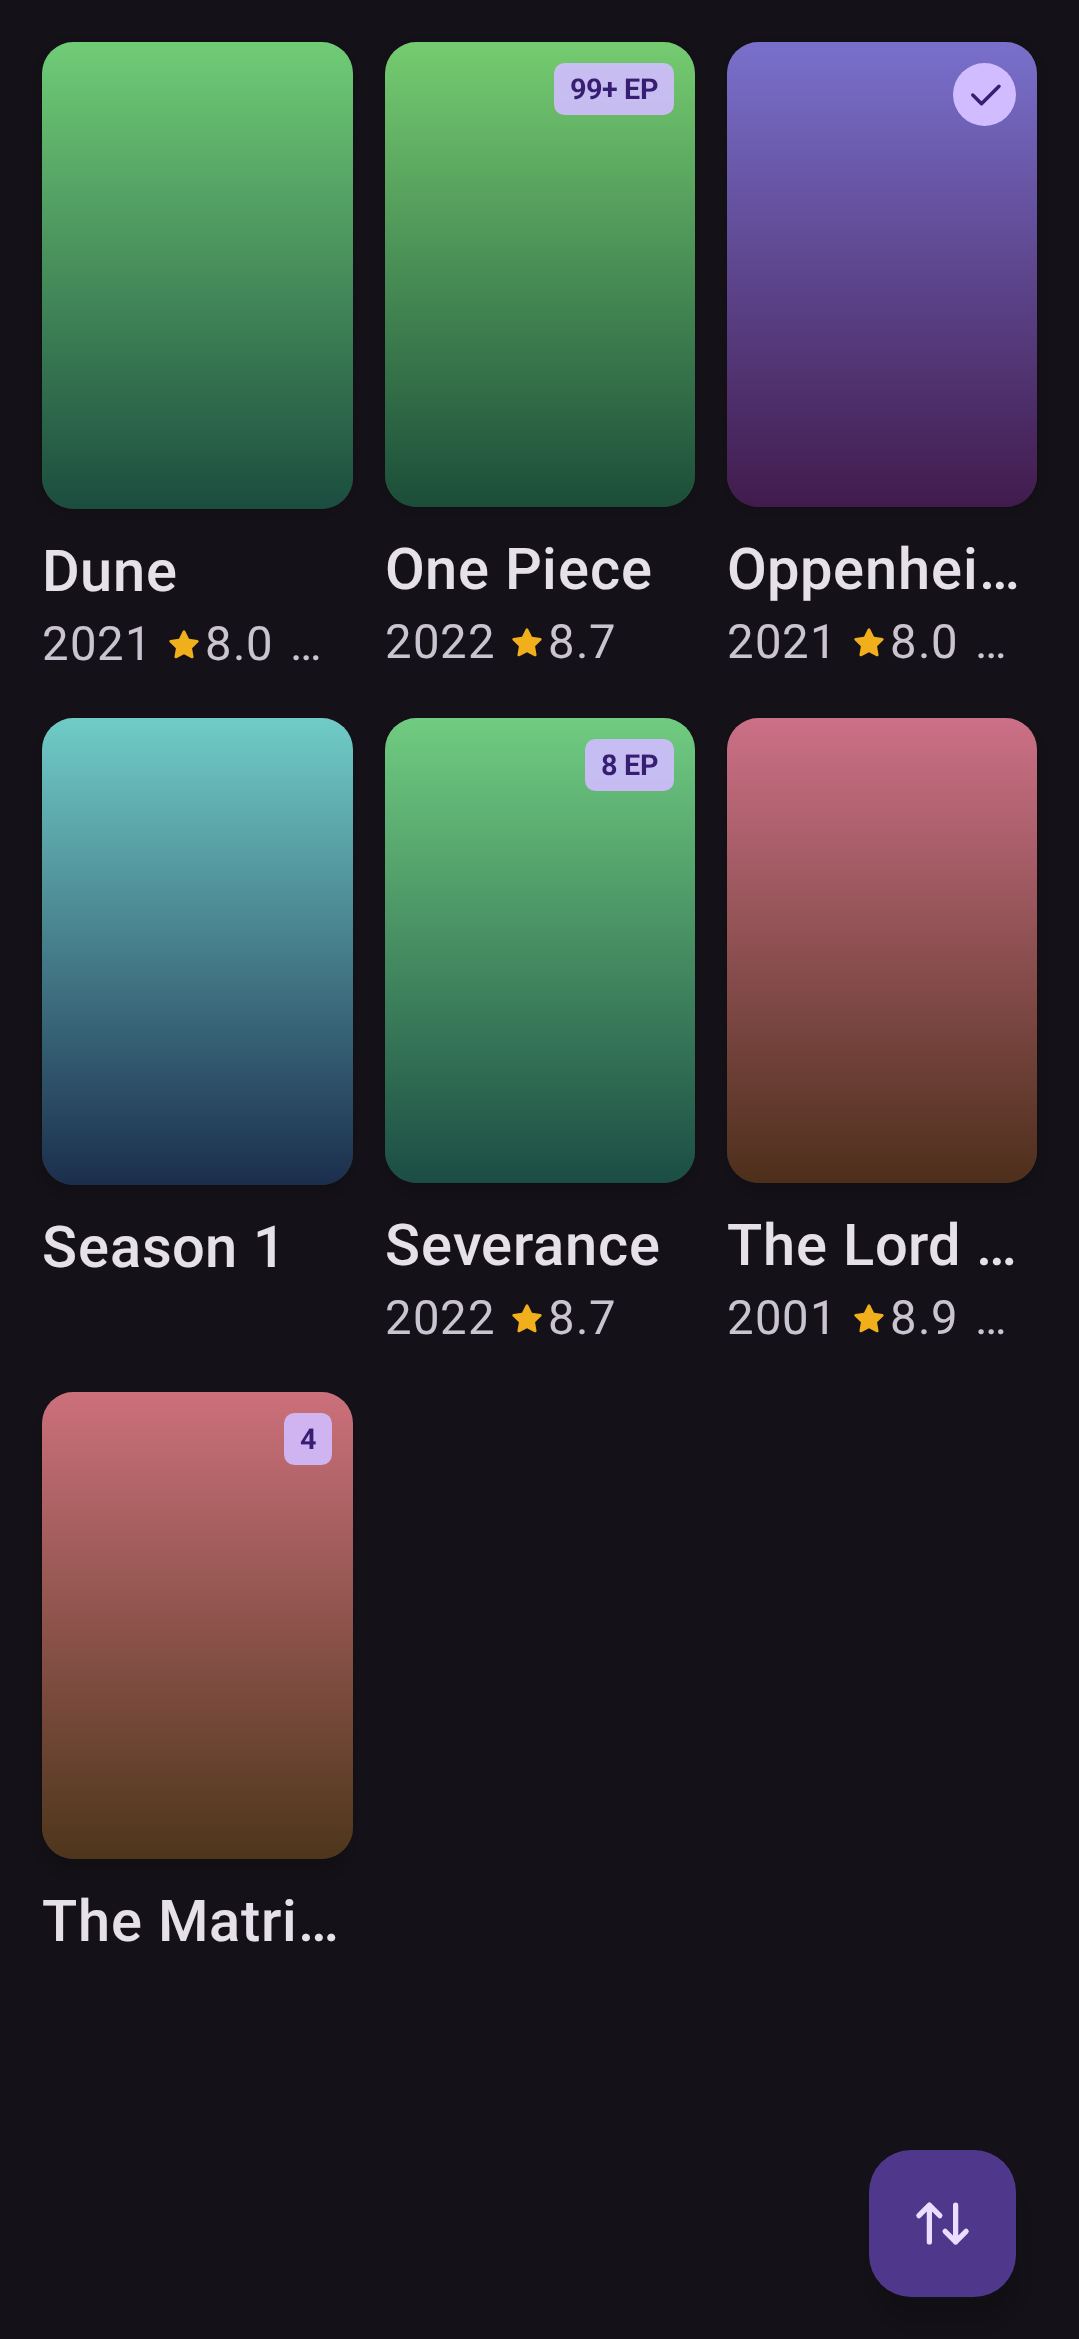 99+ EP
Dune
One Piece
Oppenhei...
2021 ★8.0 ...
2022 ★8.7
2021 ★8.0 ...
8 EP
Season 1
Severance
The Lord ...
2022 ★8.7
2001 ★8.9 ...
4
The Matri...